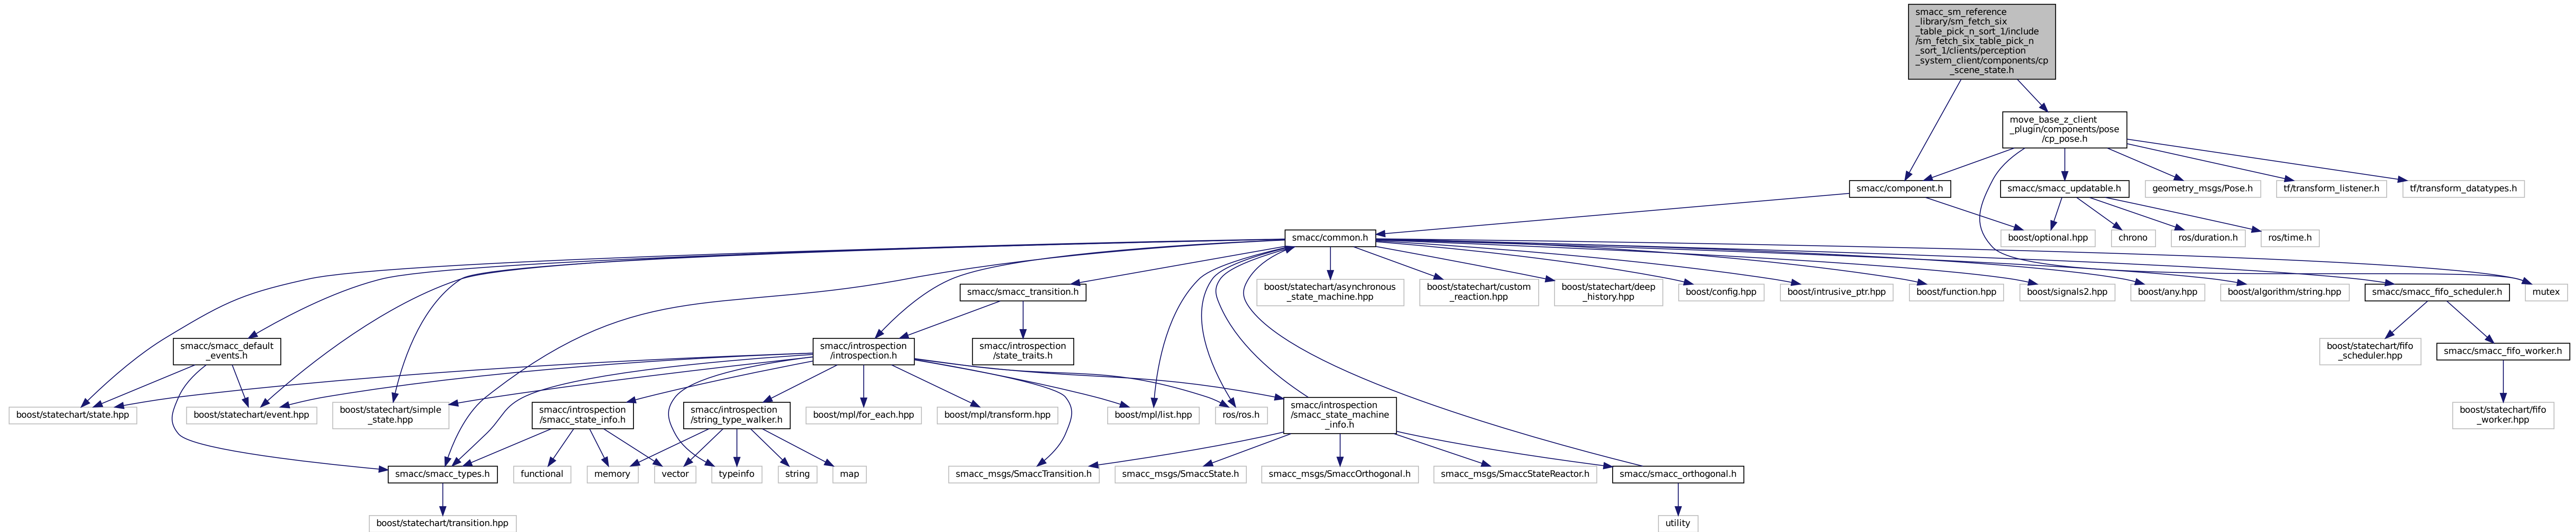 smacc_sm_reference
_library/sm_fetch_six
_table_pick_n_sort_1/include
/sm_fetch_six_table_pick_n
_sort_1/clients/perception
_system_client/components/cp
_scene_state.h
move_base_z_client
_plugin/components/pose
/cp_pose.h
smacc/component.h
smacc/smacc_updatable.h
geometry_msgs/Pose.h
tf/transform_listener.h
tf/transform_datatypes.h
smacc/common.h
boost/optional.hpp
chrono
ros/duration.h
ros/time.h
smacc/smacc_transition.h
boost/statechart/asynchronous
_state_machine.hpp
boost/statechart/custom
_reaction.hpp
boost/statechart/deep
_history.hpp
boost/config.hpp
boost/intrusive_ptr.hpp
boost/function.hpp
boost/signals2.hpp
boost/any.hpp
boost/algorithm/string.hpp
smacc/smacc_fifo_scheduler.h
mutex
smacc/smacc_default
_events.h
smacc/introspection
/introspection.h
smacc/introspection
/state_traits.h
boost/statechart/fifo
_scheduler.hpp
smacc/smacc_fifo_worker.h
boost/statechart/state.hpp
boost/statechart/event.hpp
boost/statechart/simple
_state.hpp
smacc/introspection
/smacc_state_info.h
smacc/introspection
/string_type_walker.h
boost/mpl/for_each.hpp
boost/mpl/transform.hpp
boost/mpl/list.hpp
ros/ros.h
smacc/introspection
/smacc_state_machine
_info.h
boost/statechart/fifo
_worker.hpp
smacc/smacc_types.h
functional
memory
vector
typeinfo
string
map
smacc_msgs/SmaccTransition.h
smacc_msgs/SmaccState.h
smacc_msgs/SmaccOrthogonal.h
smacc_msgs/SmaccStateReactor.h
smacc/smacc_orthogonal.h
boost/statechart/transition.hpp
utility